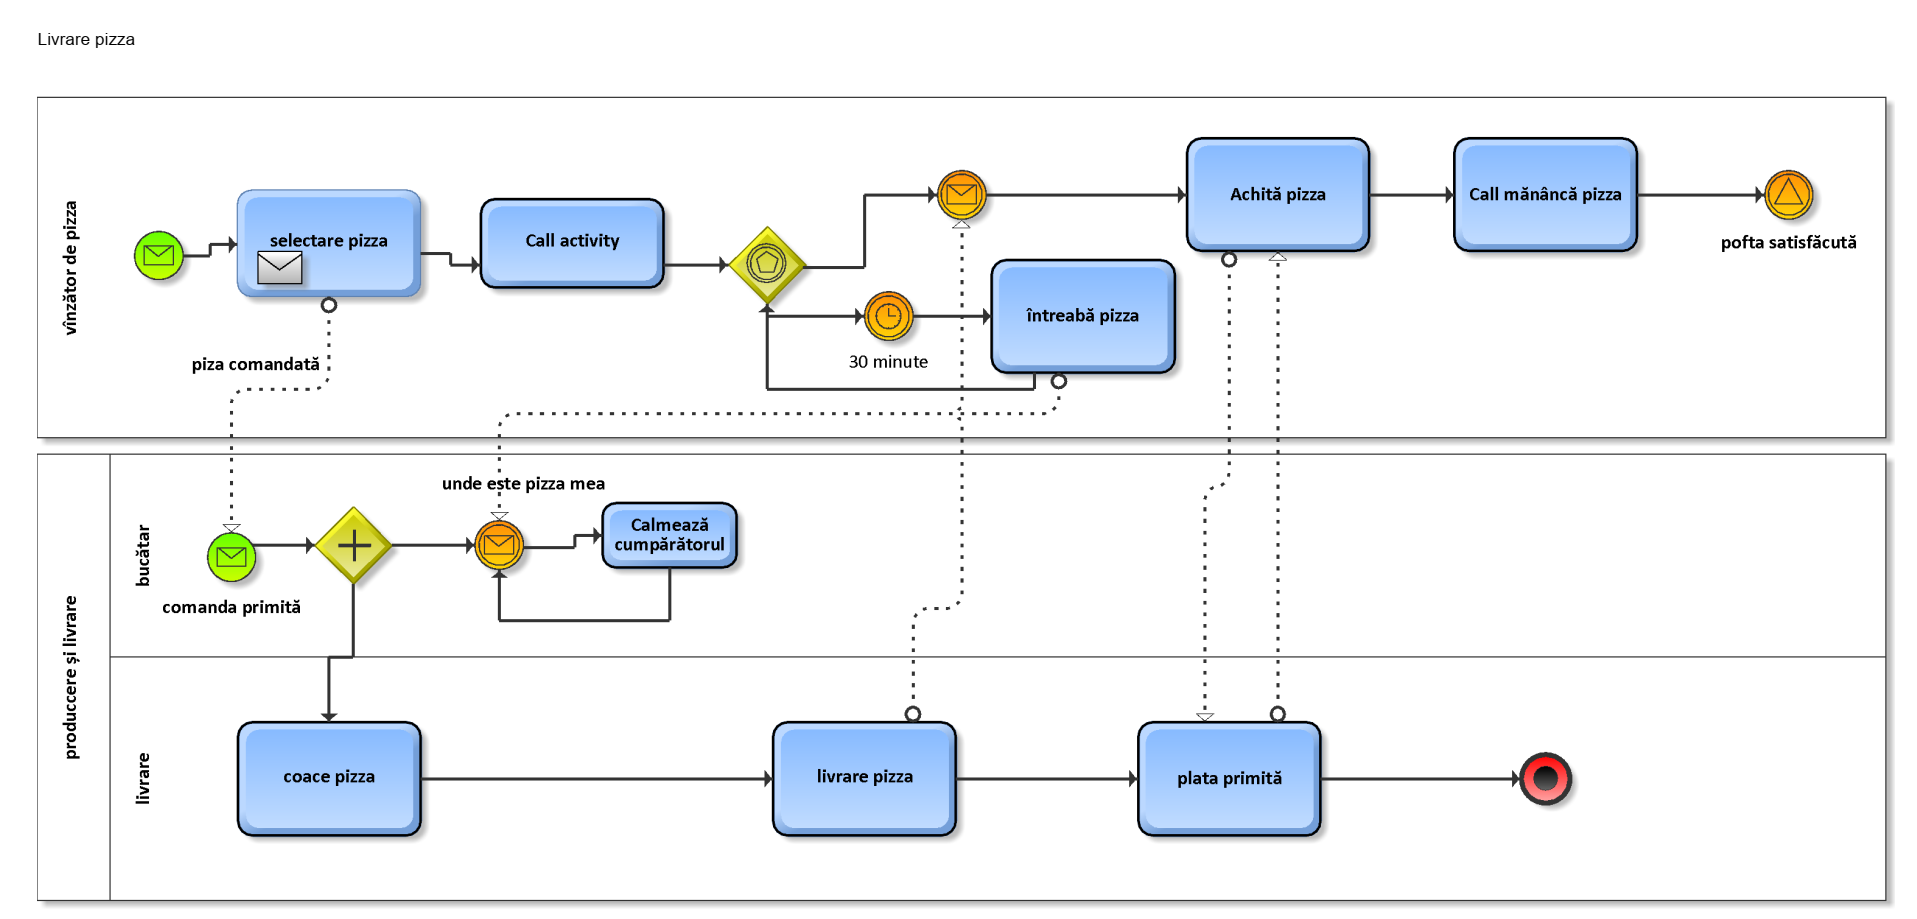 Livrare pizza
vînzător de pizza
selectare pizza
Call activity
Achită pizza
Call mănâncă pizza
pofta satisfăcută
întreabă pizza
30 minute
piza comandată
produccere și livrare
bucătar
unde este pizza mea
Calmează
cumpărătorul
comanda primită
livrare
coace pizza
livrare pizza
plata primită